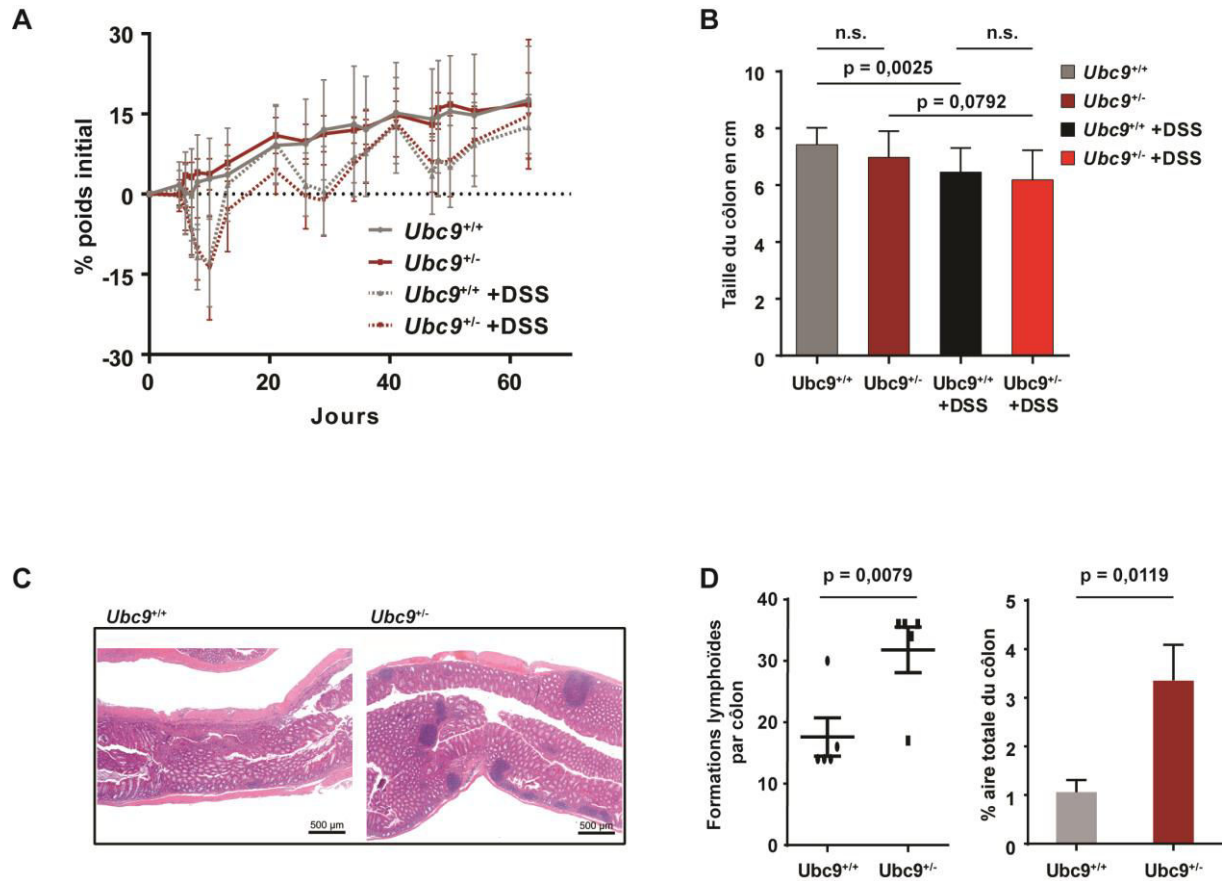 A
% poids initial
30
15
0
-15
-30
0
20
40
60
Jours
Ubc9+/+
Ubc9+/-
Ubc9+/+ +DSS
Ubc9+/- +DSS
B
n.s.
n.s.
p = 0,0025
p = 0,0792
Taille du côlon en cm
10
8
6
4
2
0
Ubc9+/+
Ubc9+/-
Ubc9+/+
+DSS
Ubc9+/-
+DSS
Ubc9+/+
Ubc9+/-
Ubc9+/+ +DSS
Ubc9+/- +DSS
C
Ubc9+/+
Ubc9+/-
500 µm
500 µm
D
p = 0,0079
Formations lymphoïdes
par côlon
40
30
20
10
0
Ubc9+/+
Ubc9+/-
p = 0,0119
% aire totale du côlon
5
4
3
2
1
0
Ubc9+/+
Ubc9+/-